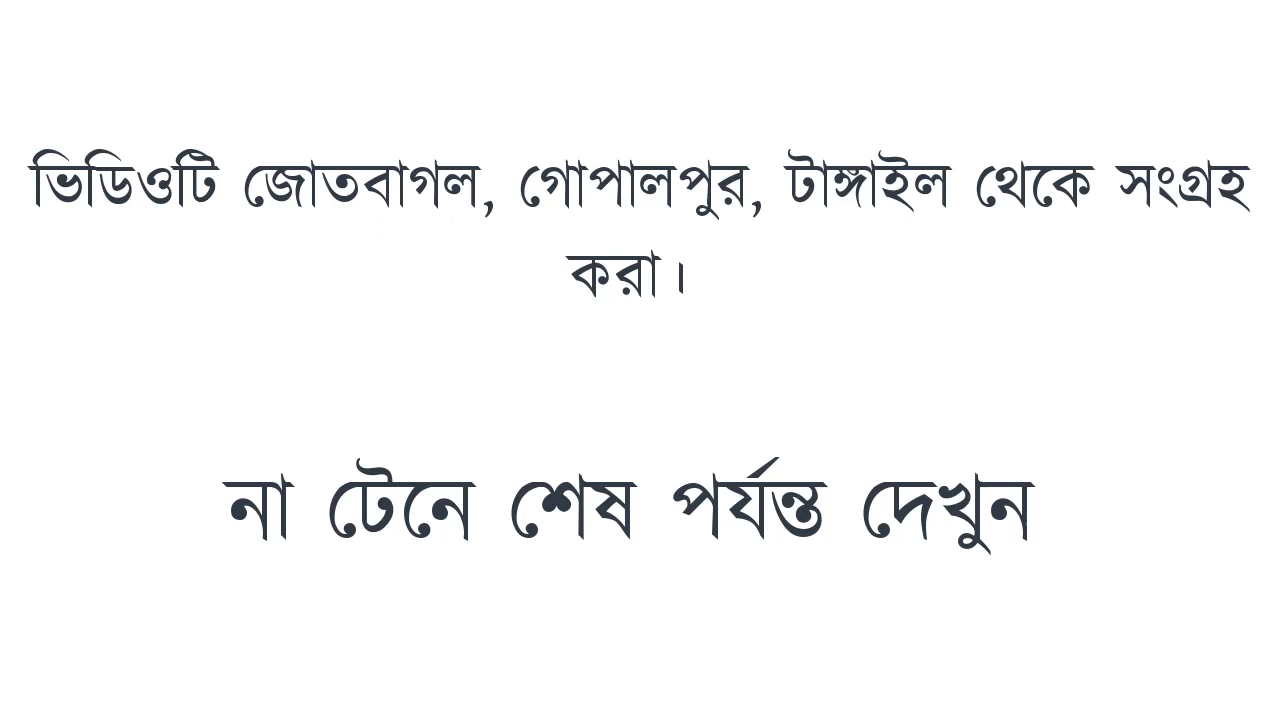 ভিডিওটি জোতবাগল, গোপালপুর, টাঙ্গাইল থেকে সংগ্রহ
করা।
না টেনে শেষ পর্যন্ত দেখুন